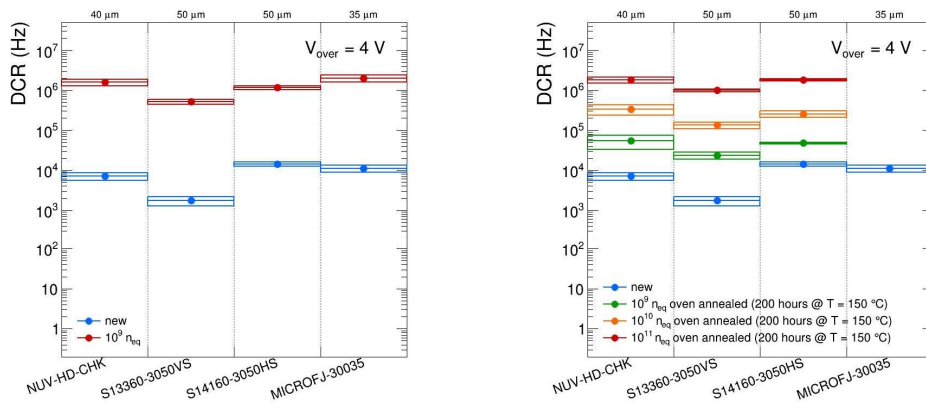 40 μm 50 μm 50 μm 35 μm
DCR (Hz)
V_over = 4 V
10^7
10^6
10^5
10^4
10^3
10^2
10
1
new
10^9 n_eq
NUV-HD-CHK
S13360-3050VS
S14160-3050HS
MICROFJ-30035
40 μm 50 μm 50 μm 35 μm
DCR (Hz)
V_over = 4 V
10^7
10^6
10^5
10^4
10^3
10^2
10
1
new
10^9 n_eq oven annealed (200 hours @ T = 150 °C)
10^10 n_eq oven annealed (200 hours @ T = 150 °C)
10^11 n_eq oven annealed (200 hours @ T = 150 °C)
NUV-HD-CHK
S13360-3050VS
S14160-3050HS
MICROFJ-30035